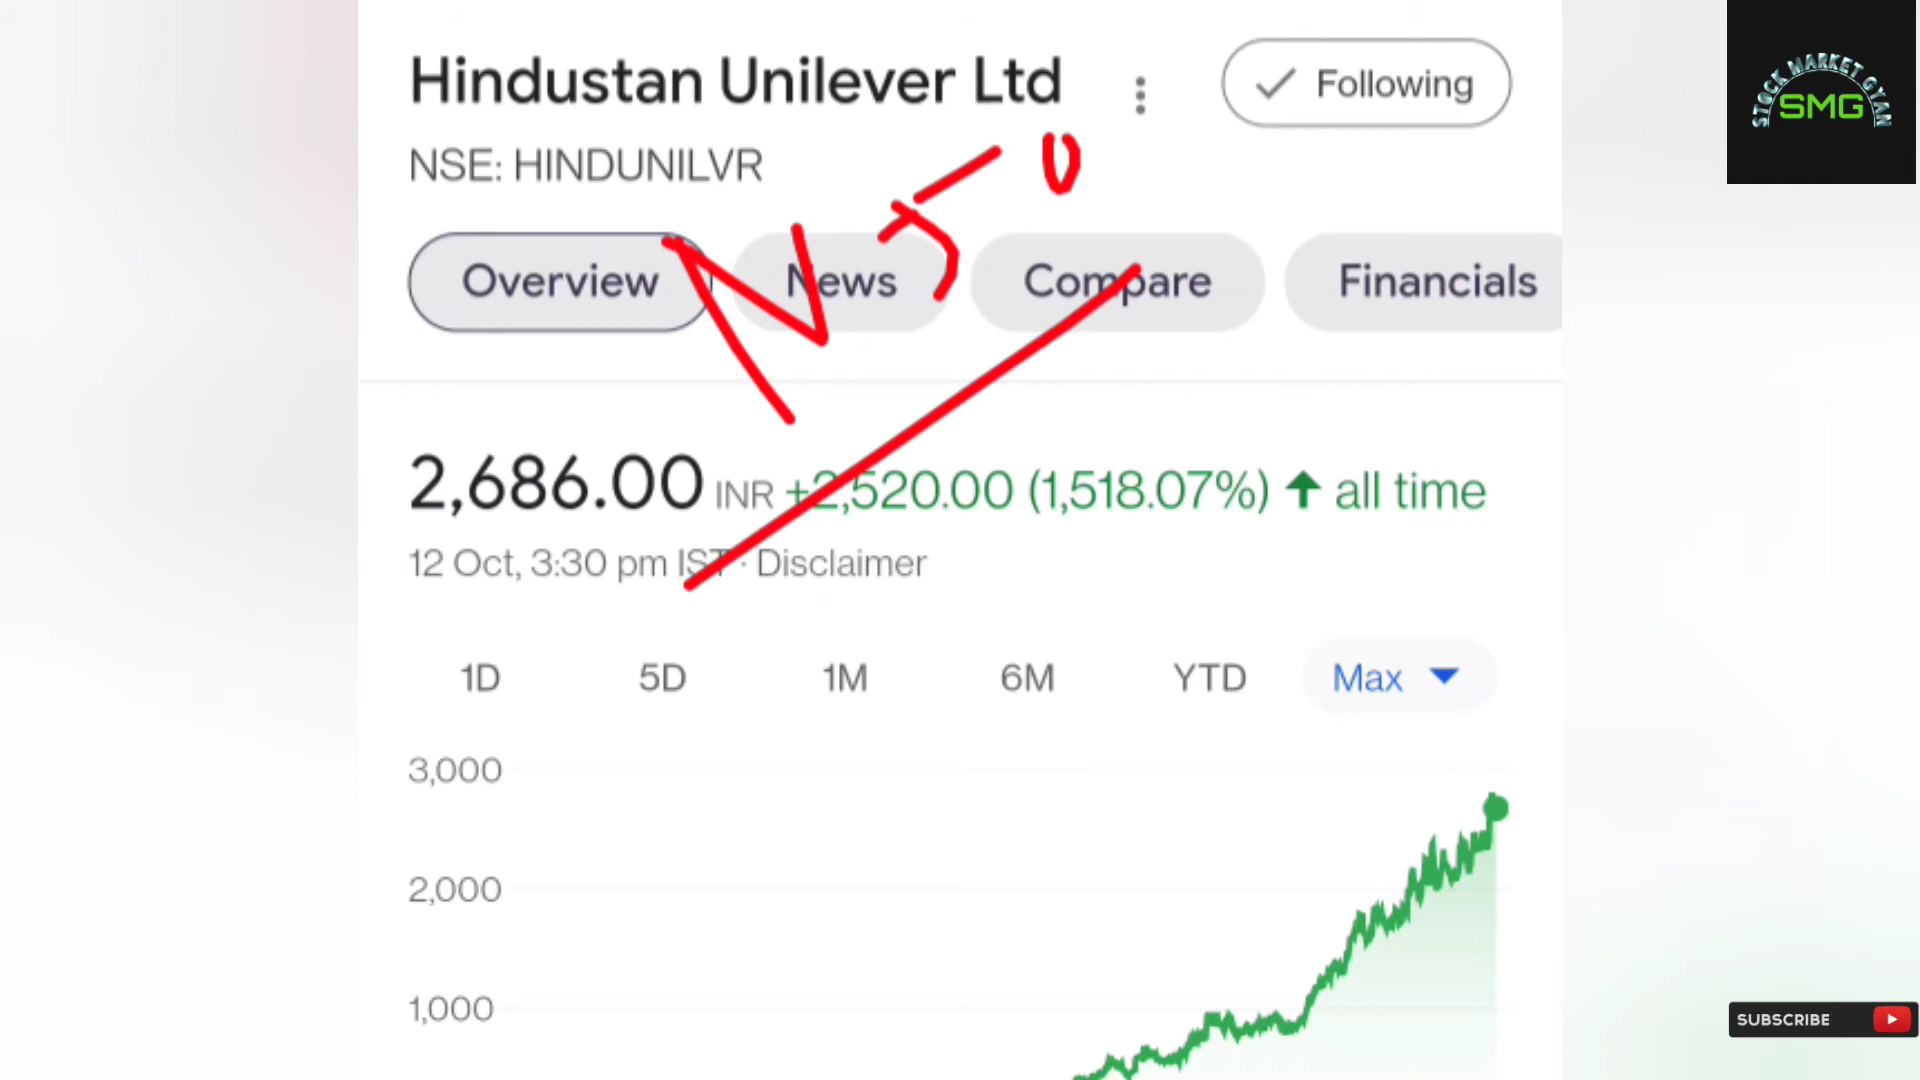 Hindustan Unilever Ltd
Following
STOCK MARKET GYAN
SMG
NSE: HINDUNILVR
Overview News Compare Financials
2,686.00 INR +2,520.00 (1,518.07%) ↑ all time
12 Oct, 3:30 pm IST · Disclaimer
1D 5D 1M 6M YTD Max
3,000
2,000
1,000
SUBSCRIBE